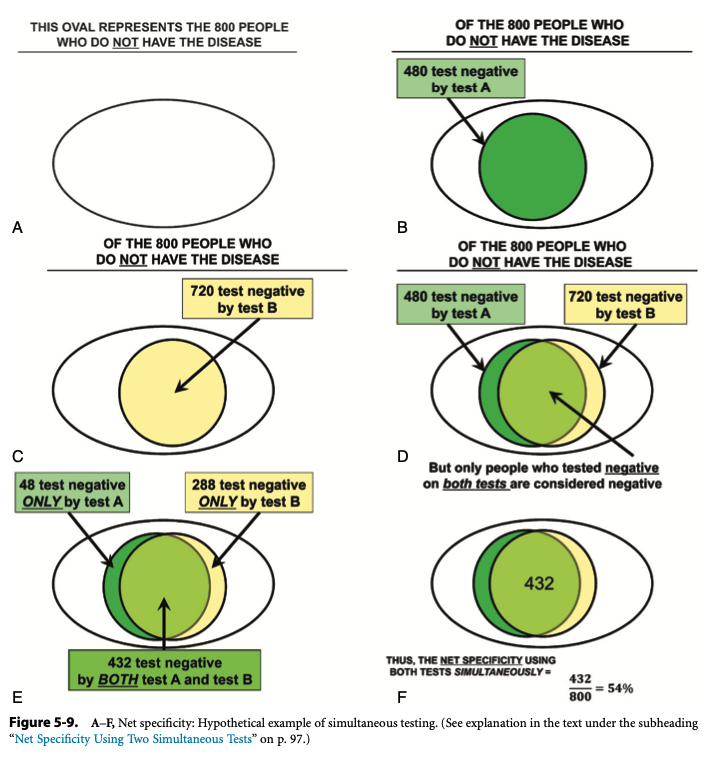 THIS OVAL REPRESENTS THE 800 PEOPLE
WHO DO NOT HAVE THE DISEASE
A
OF THE 800 PEOPLE WHO
DO NOT HAVE THE DISEASE
480 test negative
by test A
B
OF THE 800 PEOPLE WHO
DO NOT HAVE THE DISEASE
720 test negative
by test B
C
OF THE 800 PEOPLE WHO
DO NOT HAVE THE DISEASE
480 test negative
by test A
720 test negative
by test B
D
But only people who tested negative
on both tests are considered negative
48 test negative
ONLY by test A
288 test negative
ONLY by test B
432 test negative
by BOTH test A and test B
E
432
THUS, THE NET SPECIFICITY USING
BOTH TESTS SIMULTANEOUSLY =
432
800
= 54%
F
Figure 5-9. A–F, Net specificity: Hypothetical example of simultaneous testing. (See explanation in the text under the subheading
“Net Specificity Using Two Simultaneous Tests” on p. 97.)